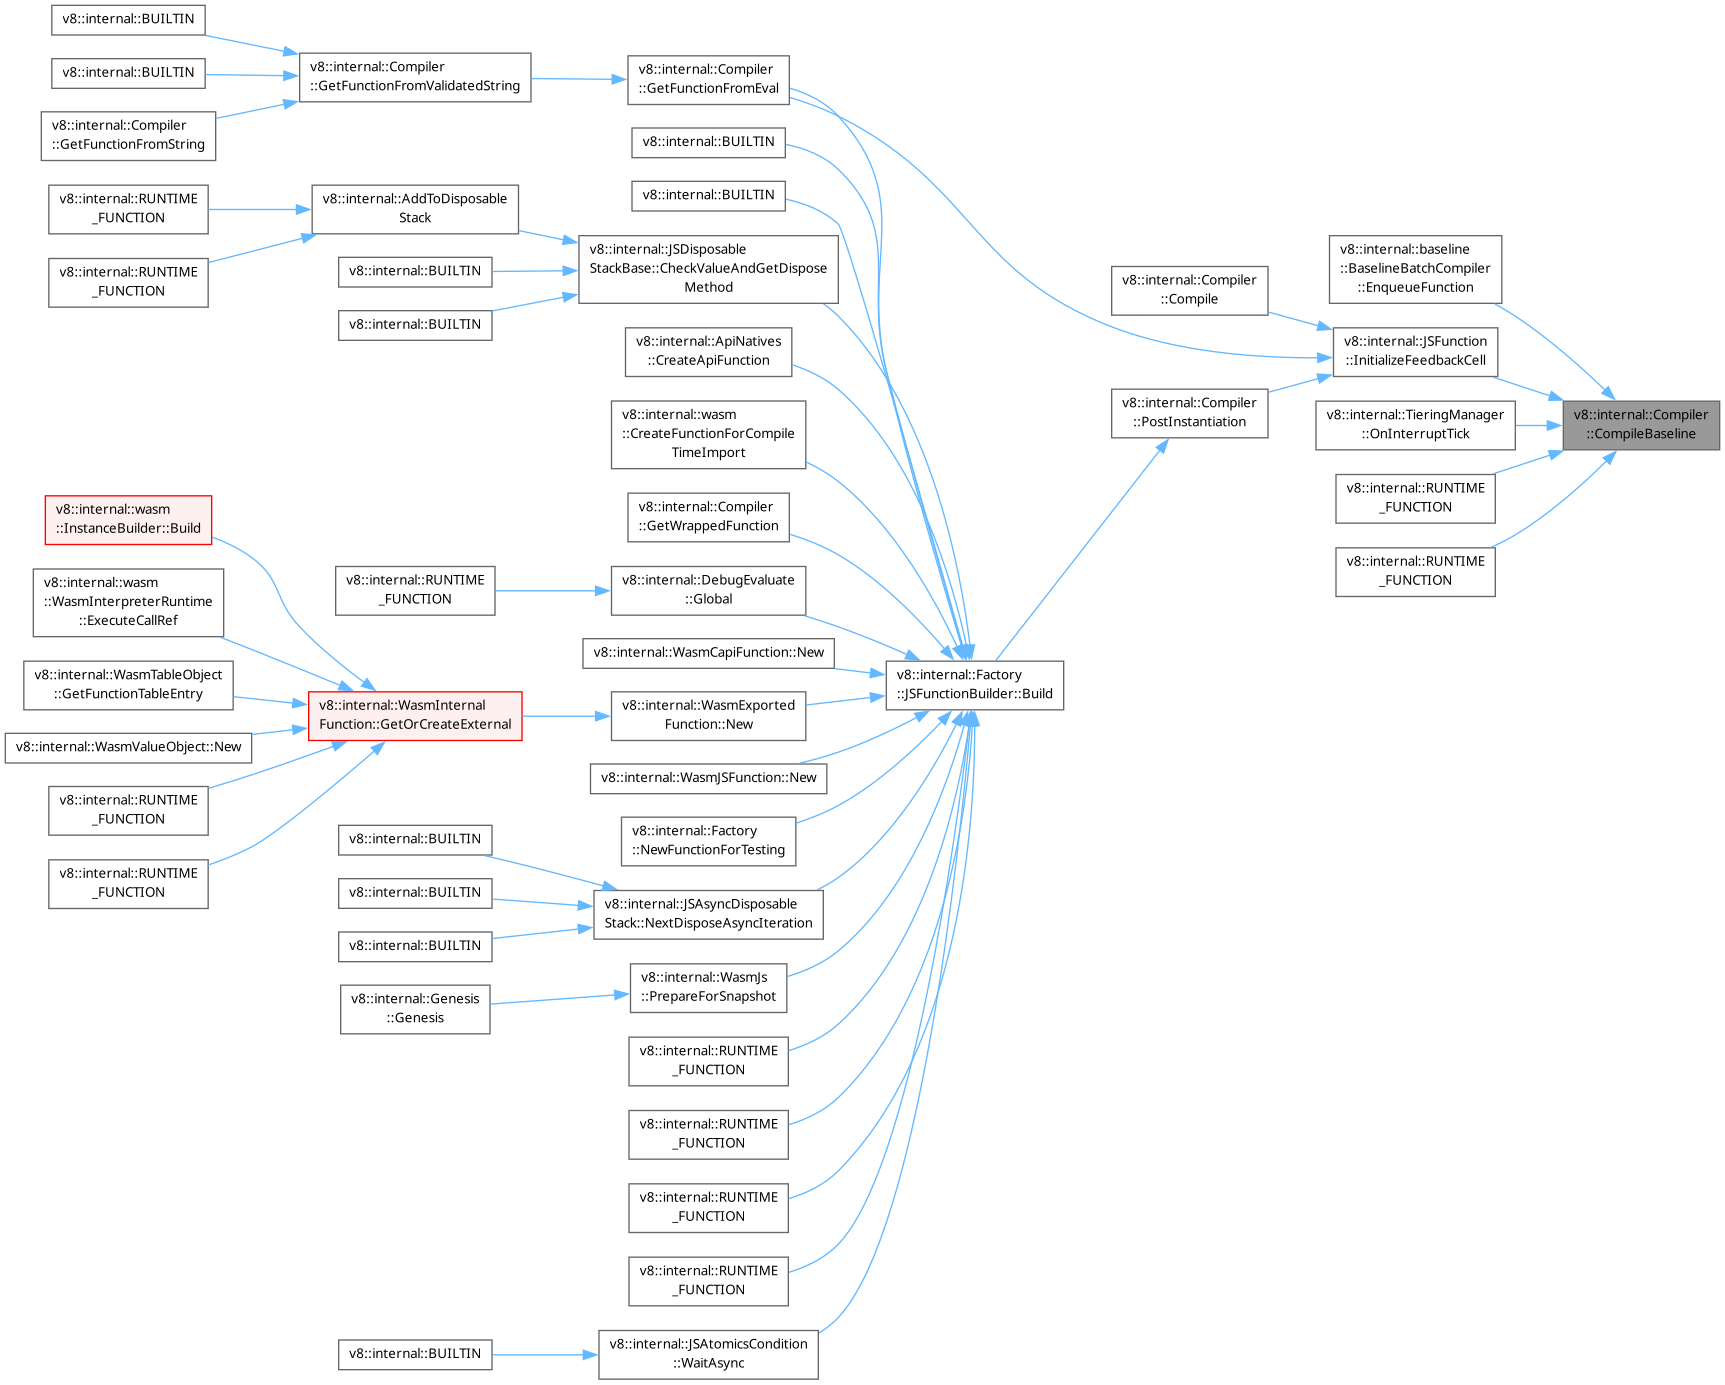 v8::internal::BUILTIN
v8::internal::BUILTIN
v8::internal::Compiler
::GetFunctionFromString
v8::internal::RUNTIME
_FUNCTION
v8::internal::RUNTIME
_FUNCTION
v8::internal::wasm
::InstanceBuilder::Build
v8::internal::wasm
::WasmInterpreterRuntime
::ExecuteCallRef
v8::internal::WasmTableObject
::GetFunctionTableEntry
v8::internal::WasmValueObject::New
v8::internal::RUNTIME
_FUNCTION
v8::internal::RUNTIME
_FUNCTION
v8::internal::Compiler
::GetFunctionFromValidatedString
v8::internal::AddToDisposable
Stack
v8::internal::BUILTIN
v8::internal::BUILTIN
v8::internal::RUNTIME
_FUNCTION
v8::internal::WasmInternal
Function::GetOrCreateExternal
v8::internal::BUILTIN
v8::internal::BUILTIN
v8::internal::BUILTIN
v8::internal::Genesis
::Genesis
v8::internal::BUILTIN
v8::internal::Compiler
::GetFunctionFromEval
v8::internal::BUILTIN
v8::internal::BUILTIN
v8::internal::JSDisposable
StackBase::CheckValueAndGetDispose
Method
v8::internal::ApiNatives
::CreateApiFunction
v8::internal::wasm
::CreateFunctionForCompile
TimeImport
v8::internal::Compiler
::GetWrappedFunction
v8::internal::DebugEvaluate
::Global
v8::internal::WasmCapiFunction::New
v8::internal::WasmExported
Function::New
v8::internal::WasmJSFunction::New
v8::internal::Factory
::NewFunctionForTesting
v8::internal::JSAsyncDisposable
Stack::NextDisposeAsyncIteration
v8::internal::WasmJs
::PrepareForSnapshot
v8::internal::RUNTIME
_FUNCTION
v8::internal::RUNTIME
_FUNCTION
v8::internal::RUNTIME
_FUNCTION
v8::internal::RUNTIME
_FUNCTION
v8::internal::JSAtomicsCondition
::WaitAsync
v8::internal::Factory
::JSFunctionBuilder::Build
v8::internal::Compiler
::Compile
v8::internal::Compiler
::PostInstantiation
v8::internal::baseline
::BaselineBatchCompiler
::EnqueueFunction
v8::internal::JSFunction
::InitializeFeedbackCell
v8::internal::TieringManager
::OnInterruptTick
v8::internal::RUNTIME
_FUNCTION
v8::internal::RUNTIME
_FUNCTION
v8::internal::Compiler
::CompileBaseline